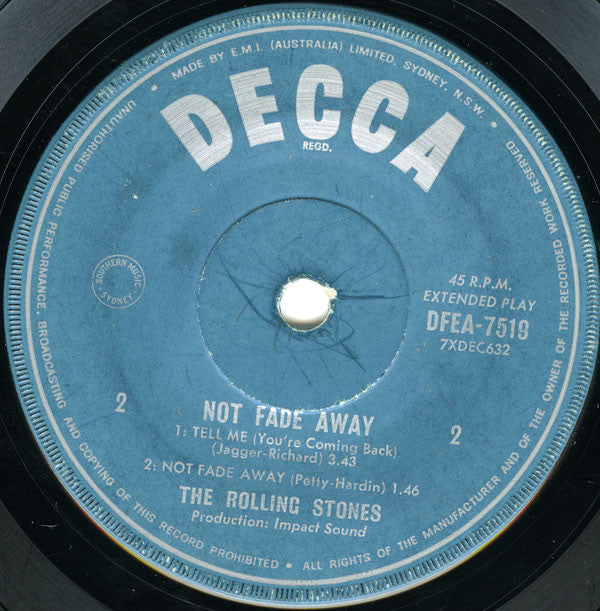 • MADE BY E.M.I. (AUSTRALIA) LIMITED, SYDNEY, N.S.W. •
UNAUTHORISED PUBLIC PERFORMANCE, BROADCASTING AND COPYING OF THIS RECORD PROHIBITED • ALL RIGHTS OF THE MANUFACTURER AND OF THE OWNER OF THE RECORDED WORK RESERVED
DECCA
REGD.
SOUTHERN MUSIC
SYDNEY
45 R.P.M.
EXTENDED PLAY
DFEA-7519
7XDEC632
2
2
NOT FADE AWAY
1: TELL ME (You're Coming Back)
(Jagger-Richard) 3.43
2: NOT FADE AWAY (Petty-Hardin) 1.46
THE ROLLING STONES
Production: Impact Sound